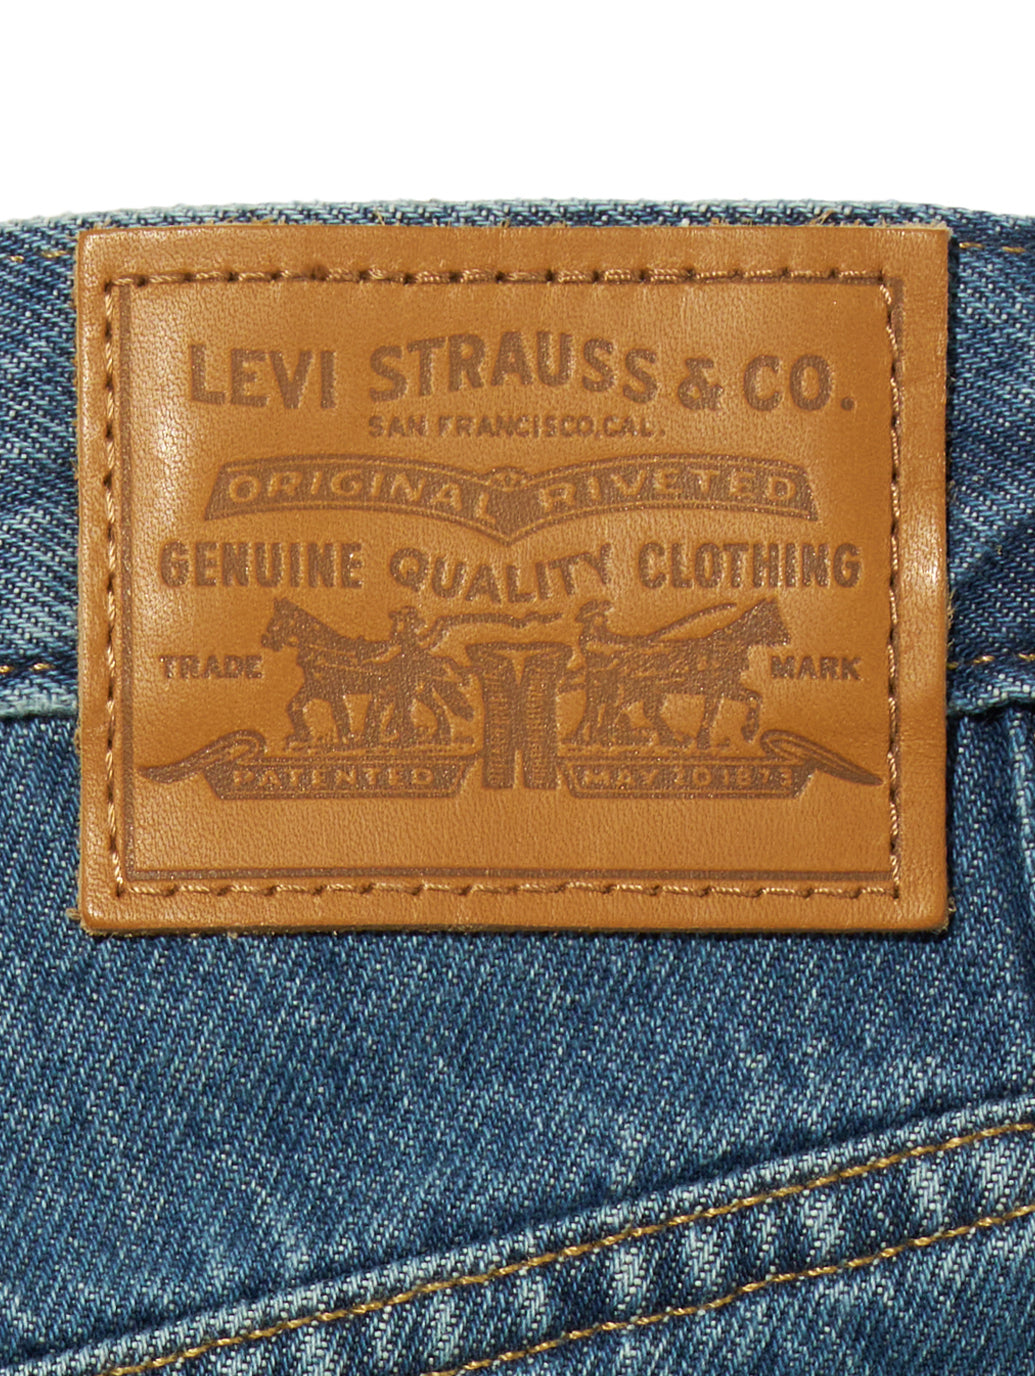 LEVI STRAUSS & CO.
SAN FRANCISCO, CAL.
ORIGINAL RIVETED
GENUINE QUALITY CLOTHING
TRADE MARK
PATENTED MAY 20 1873